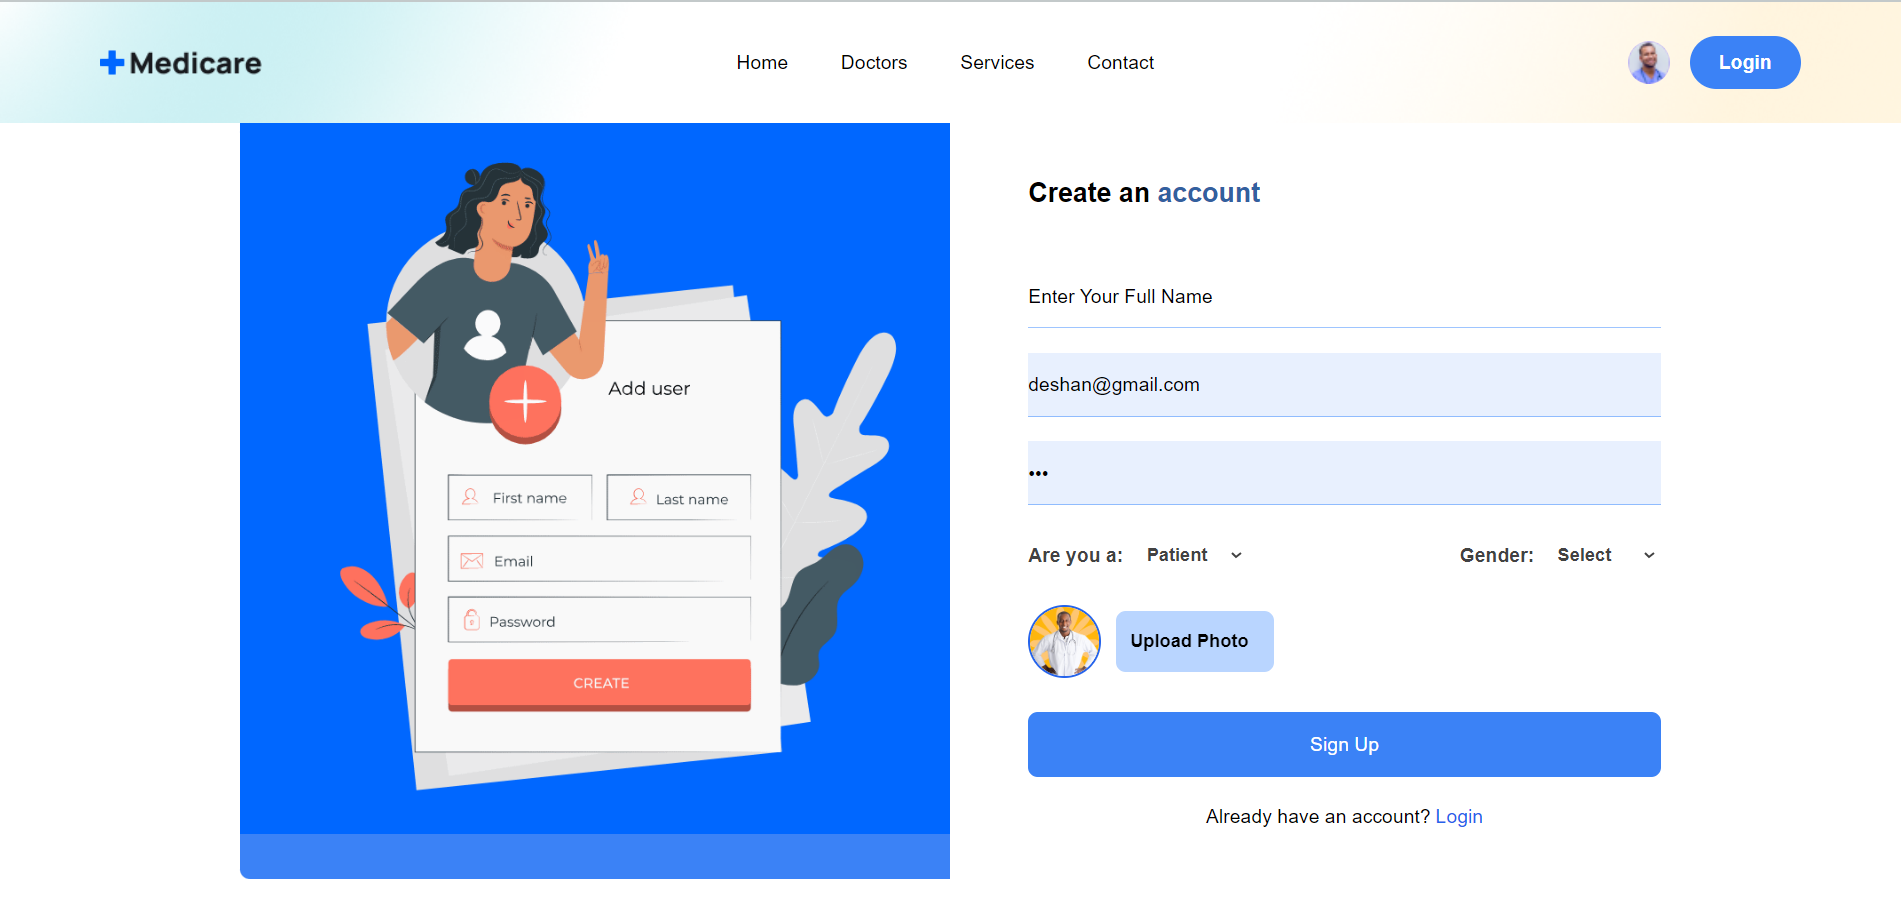 Medicare
Home Doctors Services Contact
Login
Add user
First name Last name
Email
Password
CREATE
Create an account
Enter Your Full Name
deshan@gmail.com
•••
Are you a: Patient Gender: Select
Upload Photo
Sign Up
Already have an account? Login